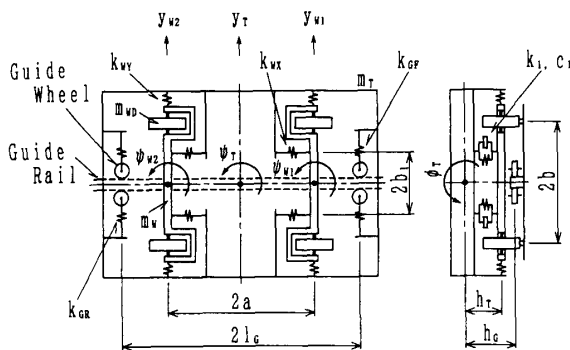 y_W2 y_T y_W1
k_WY k_WX m_T k_GF k_1, C_1
Guide
Wheel
m_WD
ψ_W2 ψ_T ψ_W1 φ_T
Guide
Rail
2b_1 2b
m_W
k_GR
2a
h_T
2l_G
h_G